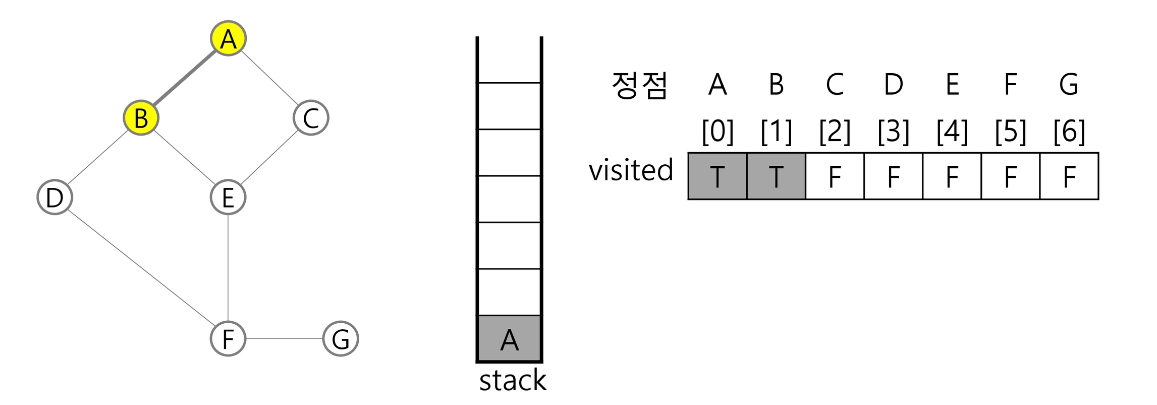 A
B
C
D
E
F
G
A
stack
정점 A B C D E F G
[0] [1] [2] [3] [4] [5] [6]
visited T T F F F F F